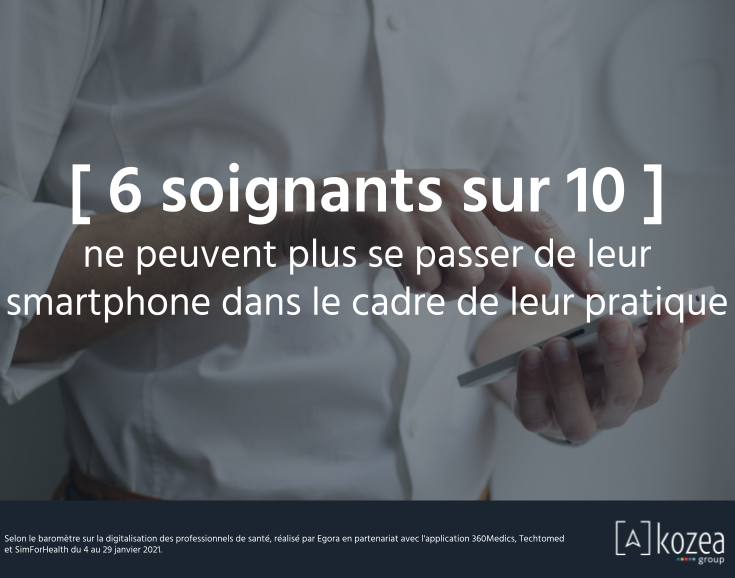 [ 6 soignants sur 10 ]
ne peuvent plus se passer de leur
smartphone dans le cadre de leur pratique
Selon le baromètre sur la digitalisation des professionnels de santé, réalisé par Egora en partenariat avec l'application 360Medics, Techtomed
et SimForHealth du 4 au 29 janvier 2021.
[A]kozea
group